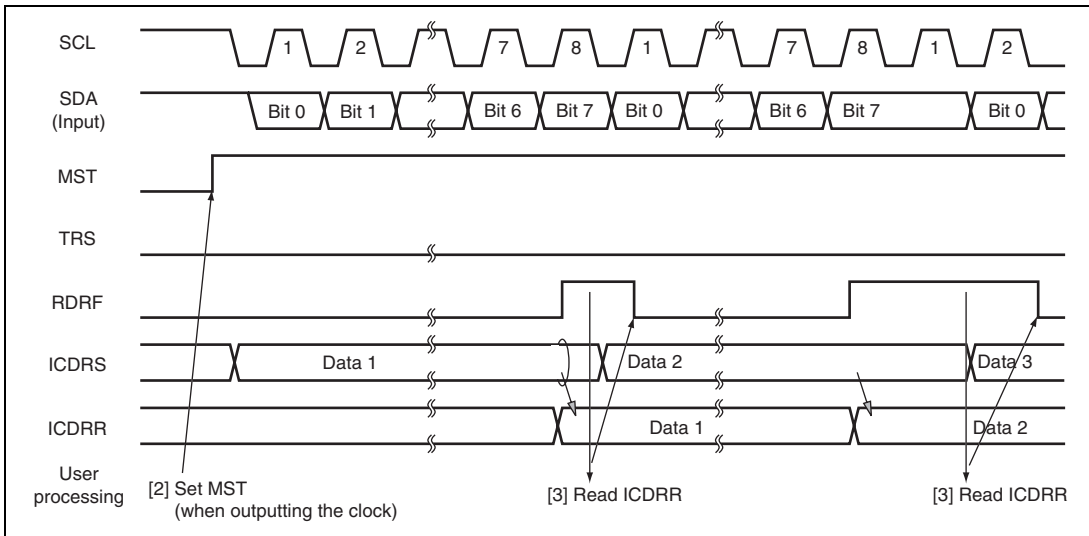 SCL
1 2 7 8 1 7 8 1 2
SDA
(Input)
Bit 0 Bit 1 Bit 6 Bit 7 Bit 0 Bit 6 Bit 7 Bit 0
MST
TRS
RDRF
ICDRS
Data 1 Data 2 Data 3
ICDRR
Data 1 Data 2
User
processing
[2] Set MST
(when outputting the clock)
[3] Read ICDRR
[3] Read ICDRR